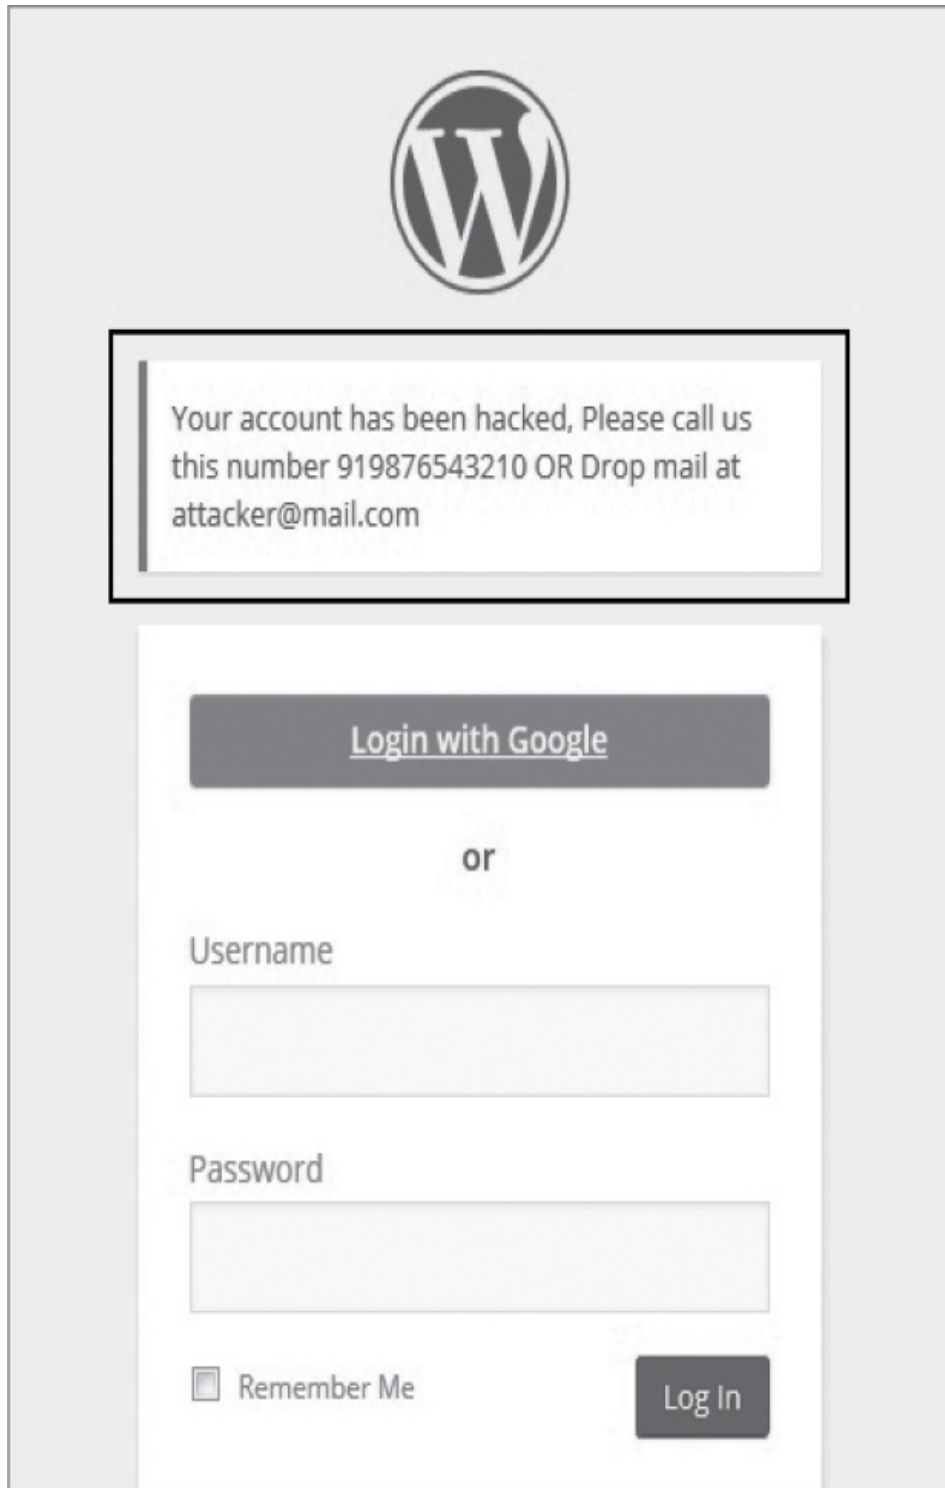 Your account has been hacked, Please call us
this number 919876543210 OR Drop mail at
attacker@mail.com
Login with Google
or
Username
Password
Remember Me
Log In